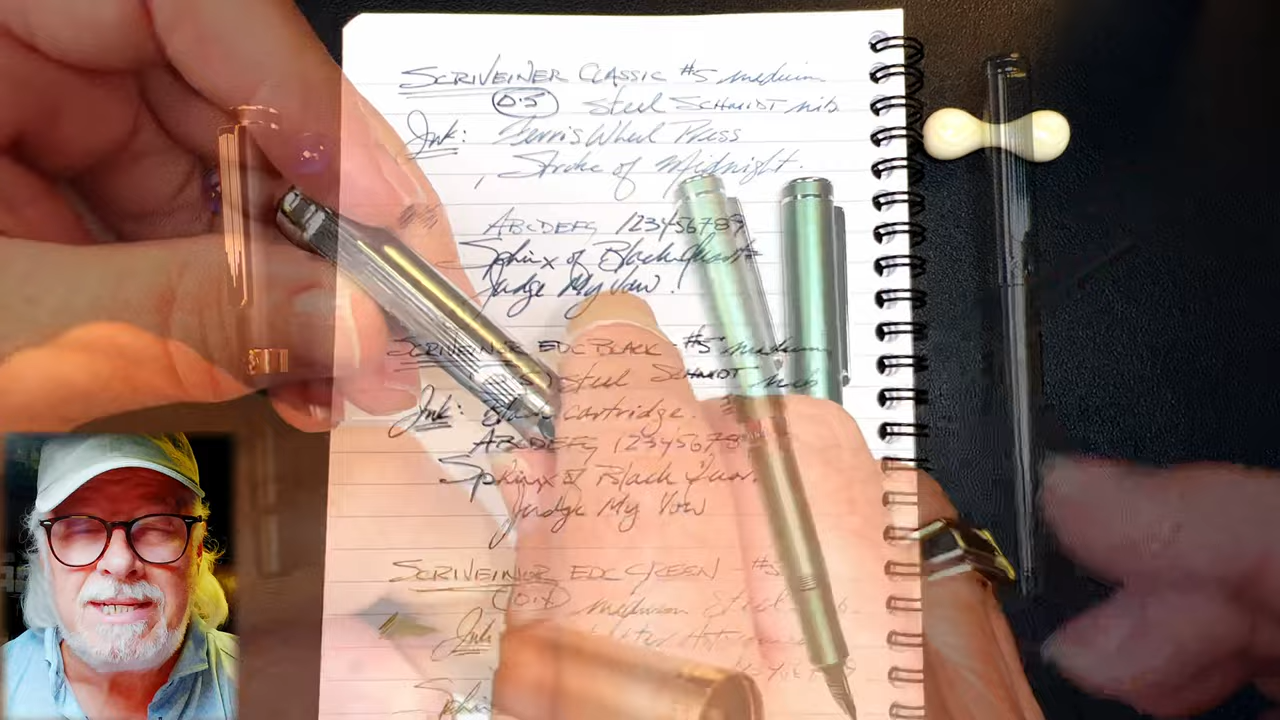 SCRIVEINER CLASSIC #5 medium
0.5 steel SCHMIDT nib
Ink: Ferris Wheel Press
Stroke of Midnight.
ABCDEFG 123456789
Sphinx of Black Quartz
Judge My Vow!
SCRIVEINER EDC BLACK - #5 medium
steel SCHMIDT nib
Ink: cartridge.
ABCDEFG 12345678
Sphinx of Black
Judge My Vow
SCRIVEINER EDC GREEN - #5
medium Steel
Ink